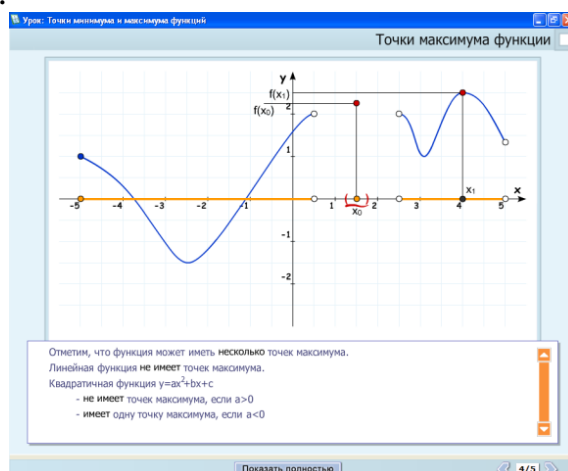 Урок: Точки минимума и максимума функций
Точки максимума функции
y
f(x₁)
f(x₀)
2
1
-5 -4 -3 -2 -1 1 2 3 4 5 x
x₀
x₁
-1
-2
Отметим, что функция может иметь несколько точек максимума.
Линейная функция не имеет точек максимума.
Квадратичная функция y=ax²+bx+c
- не имеет точек максимума, если a>0
- имеет одну точку максимума, если a<0
Показать полностью
4/5